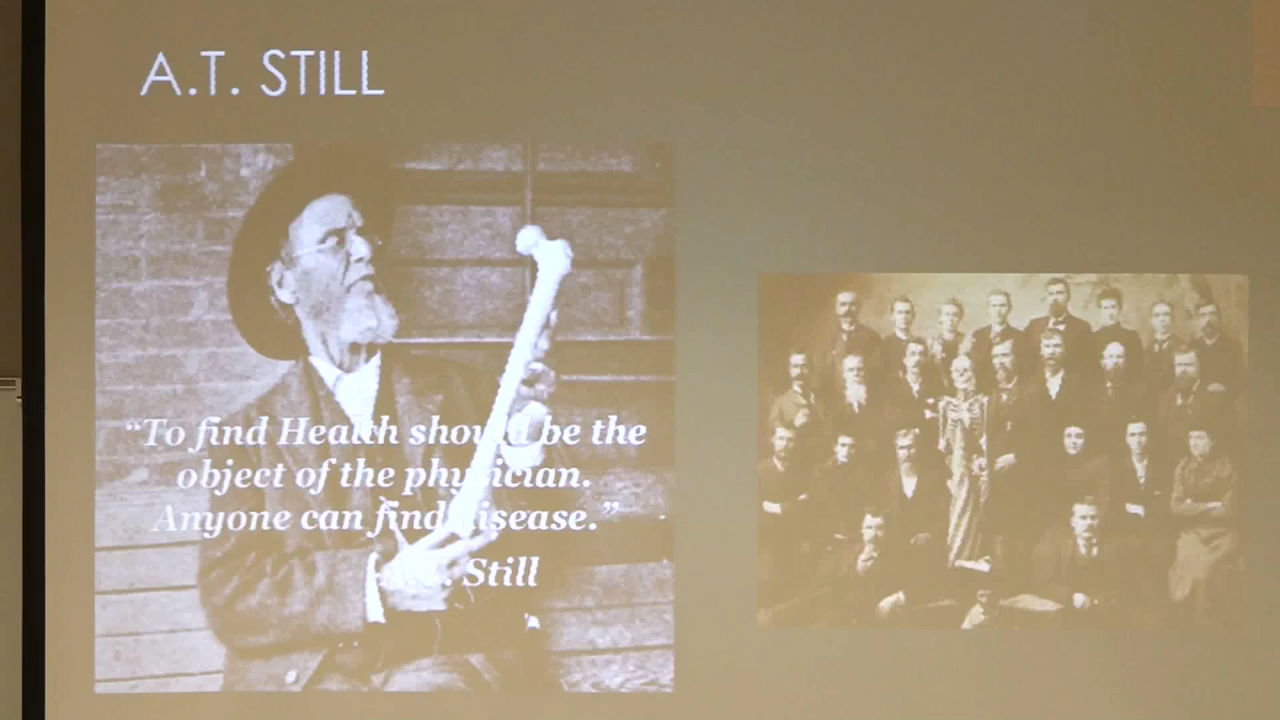 A.T. STILL
“To find Health should be the
object of the physician.
Anyone can find disease.”
Still